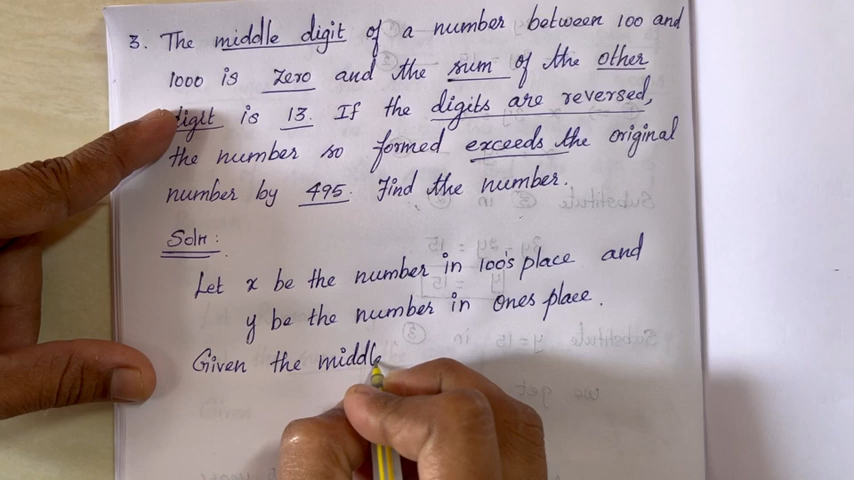 3. The middle digit of a number between 100 and
1000 is zero and the sum of the other
digit is 13. If the digits are reversed,
the number so formed exceeds the original
number by 495. Find the number.
Soln:
Let x be the number in 100's place and
y be the number in ones place.
Given the middle